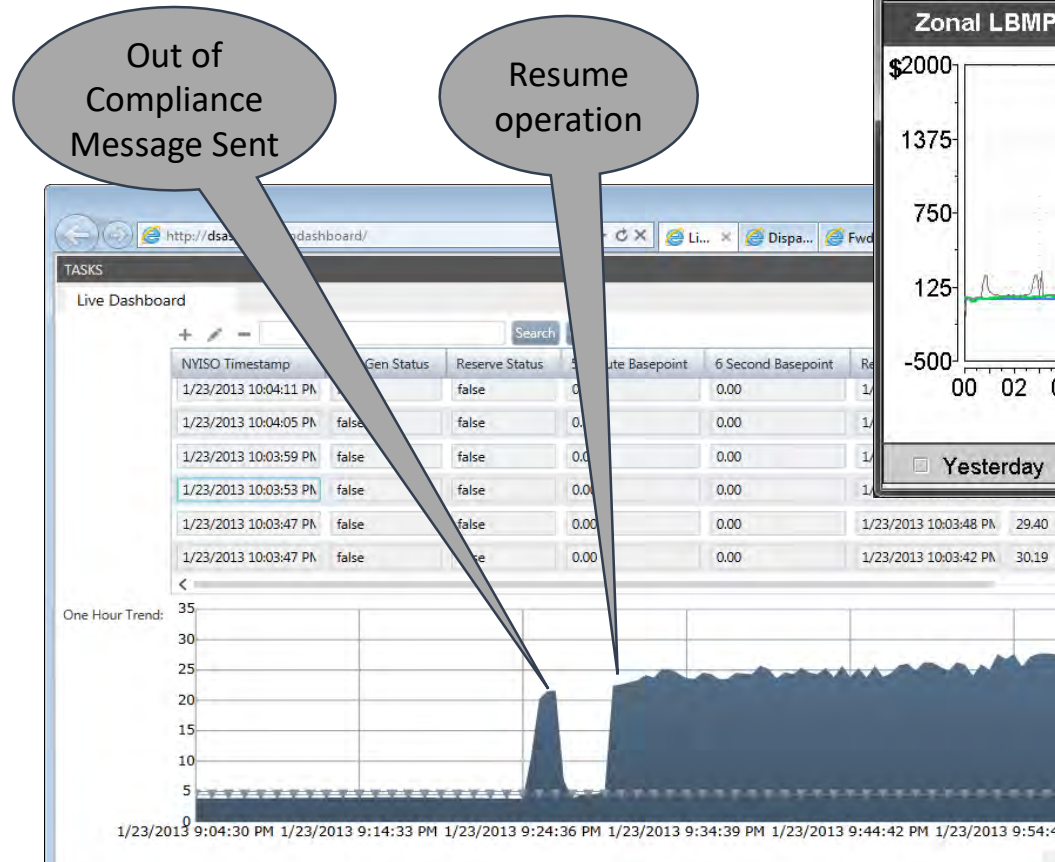 Out of
Compliance
Message Sent
Resume
operation
Zonal LBMP
$2000
1375
750
125
-500
00 02
Yesterday
http://dsas dashboard/
Li... × Dispa... Fwd
TASKS
Live Dashboard
Search
NYISO Timestamp Gen Status Reserve Status Basepoint 6 Second Basepoint
1/23/2013 10:04:11 PM false 0.00
1/23/2013 10:04:05 PM false false 0.00
1/23/2013 10:03:59 PM false false 0.00
1/23/2013 10:03:53 PM false false 0.00 0.00
1/23/2013 10:03:47 PM false false 0.00 0.00 1/23/2013 10:03:48 PM 29.40
1/23/2013 10:03:47 PM false 0.00 0.00 1/23/2013 10:03:42 PM 30.19
One Hour Trend:
35
30
25
20
15
10
5
0
1/23/2013 9:04:30 PM 1/23/2013 9:14:33 PM 1/23/2013 9:24:36 PM 1/23/2013 9:34:39 PM 1/23/2013 9:44:42 PM 1/23/2013 9:54:4